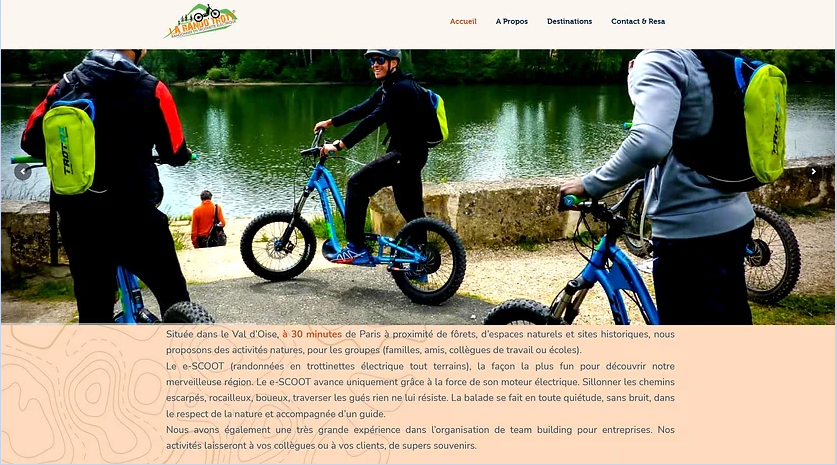 LA RANDO TROT'
Accueil
A Propos
Destinations
Contact & Resa
Située dans le Val d'Oise, à 30 minutes de Paris à proximité de fôrets, d'espaces naturels et sites historiques, nous
proposons des activités natures, pour les groupes (familles, amis, collègues de travail ou écoles).
Le e-SCOOT (randonnées en trottinettes électrique tout terrains), la façon la plus fun pour découvrir notre
merveilleuse région. Le e-SCOOT avance uniquement grâce à la force de son moteur électrique. Sillonner les chemins
escarpés, rocailleux, boueux, traverser les gués rien ne lui résiste. La balade se fait en toute quiétude, sans bruit, dans
le respect de la nature et accompagnée d'un guide.
Nous avons également une très grande expérience dans l'organisation de team building pour entreprises. Nos
activités laisseront à vos collègues ou à vos clients, de supers souvenirs.